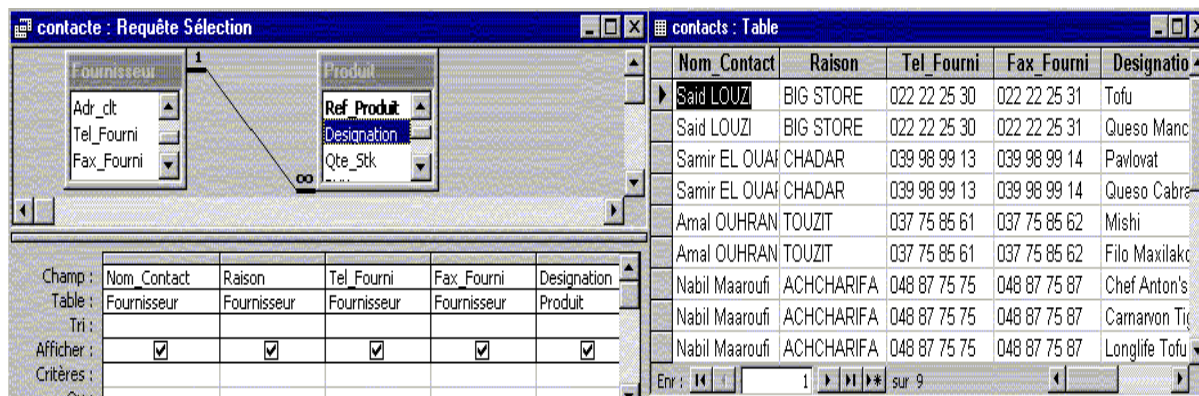 contacte : Requête Sélection
Fournisseur
1
Produit
Adr_clt
Tel_Fourni
Fax_Fourni
Ref_Produit
Designation
Qte_Stk
∞
Champ : Nom_Contact Raison Tel_Fourni Fax_Fourni Designation
Table : Fournisseur Fournisseur Fournisseur Fournisseur Produit
Tri :
Afficher :
Critères :
contacts : Table
Nom_Contact Raison Tel_Fourni Fax_Fourni Designatio
Said LOUZI BIG STORE 022 22 25 30 022 22 25 31 Tofu
Said LOUZI BIG STORE 022 22 25 30 022 22 25 31 Queso Manc
Samir EL OUAF CHADAR 039 98 99 13 039 98 99 14 Pavlovat
Samir EL OUAF CHADAR 039 98 99 13 039 98 99 14 Queso Cabra
Amal OUHRAN TOUZIT 037 75 85 61 037 75 85 62 Mishi
Amal OUHRAN TOUZIT 037 75 85 61 037 75 85 62 Filo Maxilako
Nabil Maaroufi ACHCHARIFA 048 87 75 75 048 87 75 87 Chef Anton's
Nabil Maaroufi ACHCHARIFA 048 87 75 75 048 87 75 87 Carnarvon Tig
Nabil Maaroufi ACHCHARIFA 048 87 75 75 048 87 75 87 Longlife Tofu
Enr : 1 sur 9